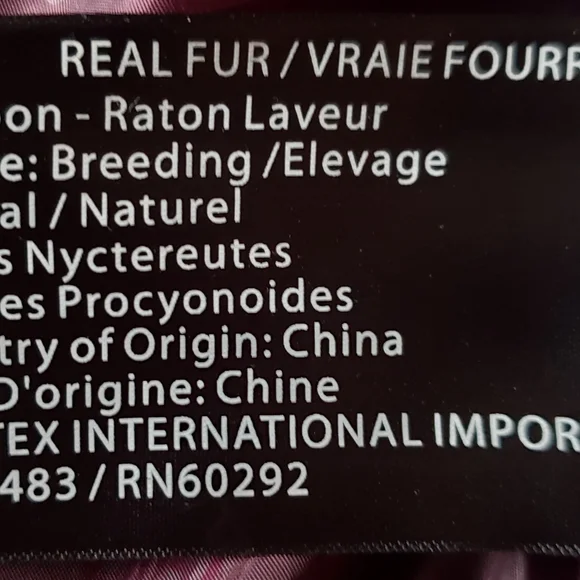 REAL FUR / VRAIE FOURR
on - Raton Laveur
e: Breeding /Elevage
al / Naturel
s Nyctereutes
es Procyonoides
try of Origin: China
D'origine: Chine
TEX INTERNATIONAL IMPOR
483 / RN60292